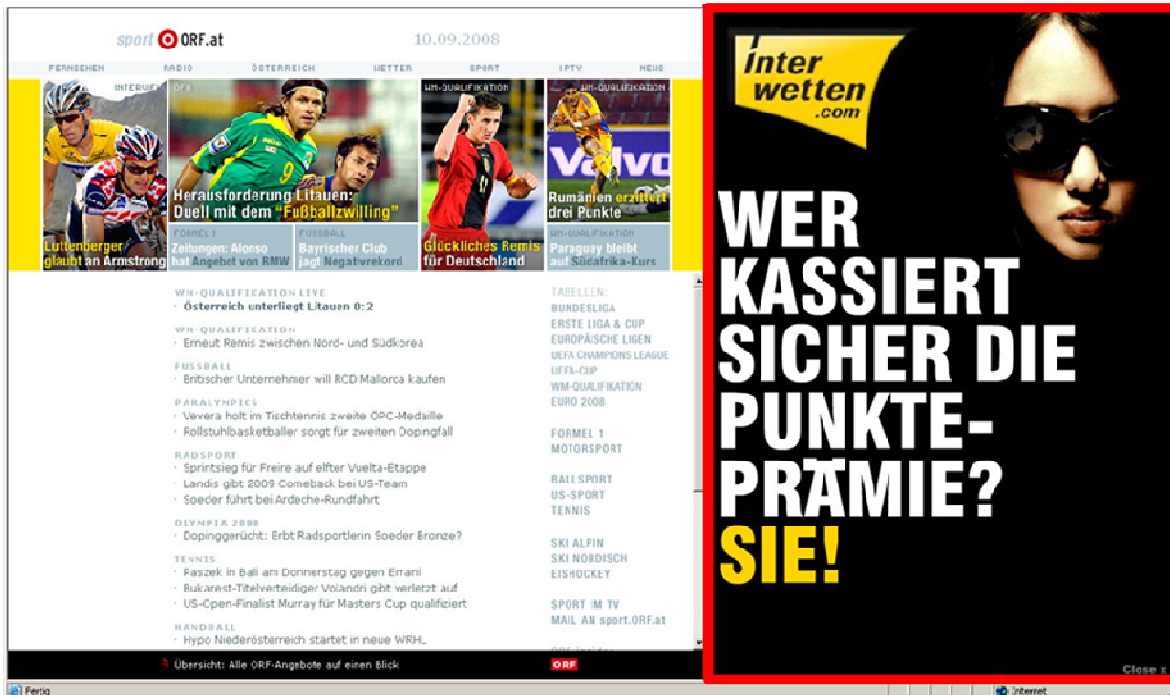 sport ORF.at
10.09.2008
FERNSEHEN RADIO ÖSTERREICH WETTER SPORT IPTV NEWS
INTERVIEW
ÖFB
Luttenberger
glaubt an Armstrong
Herausforderung Litauen:
Duell mit dem "Fußballzwilling"
FORMEL 1
Zeitungen: Alonso
hat Angebot von BMW
FUSSBALL
Bayrischer Club
jagt Negativrekord
WM-QUALIFIKATION
Glückliches Remis
für Deutschland
WM-QUALIFIKATION
Volvo
Rumänien erzittert
drei Punkte
WM-QUALIFIKATION
Paraguay bleibt
auf Südafrika-Kurs
WM-QUALIFICATION LIVE
· Österreich unterliegt Litauen 0:2
WM-QUALIFICATION
· Erneut Remis zwischen Nord- und Südkorea
FUSSBALL
· Britischer Unternehmer will RCD Mallorca kaufen
PARALYMPICS
· Vevera holt im Tischtennis zweite ÖPC-Medaille
· Rollstuhlbasketballer sorgt für zweiten Dopingfall
RADSPORT
· Sprintsieg für Freire auf elfter Vuelta-Etappe
· Landis gibt 2009 Comeback bei US-Team
· Soeder führt bei Ardeche-Rundfahrt
OLYMPIA 2008
· Dopinggerücht: Erbt Radsportlerin Soeder Bronze?
TENNIS
· Paszek in Bali am Donnerstag gegen Errani
· Bukarest-Titelverteidiger Volandri gibt verletzt auf
· US-Open-Finalist Murray für Masters Cup qualifiziert
HANDBALL
· Hypo Niederösterreich startet in neue WRHL
TABELLEN:
BUNDESLIGA
ERSTE LIGA & CUP
EUROPÄISCHE LIGEN
UEFA CHAMPIONS LEAGUE
UEFA-CUP
WM-QUALIFIKATION
EURO 2008
FORMEL 1
MOTORSPORT
BALLSPORT
US-SPORT
TENNIS
SKI ALPIN
SKI NORDISCH
EISHOCKEY
SPORT IM TV
MAIL AN sport.ORF.at
Übersicht: Alle ORF-Angebote auf einen Blick
ORF
inter
wetten
.com
WER
KASSIERT
SICHER DIE
PUNKTE-
PRÄMIE?
SIE!
Close x
Fertig
Internet